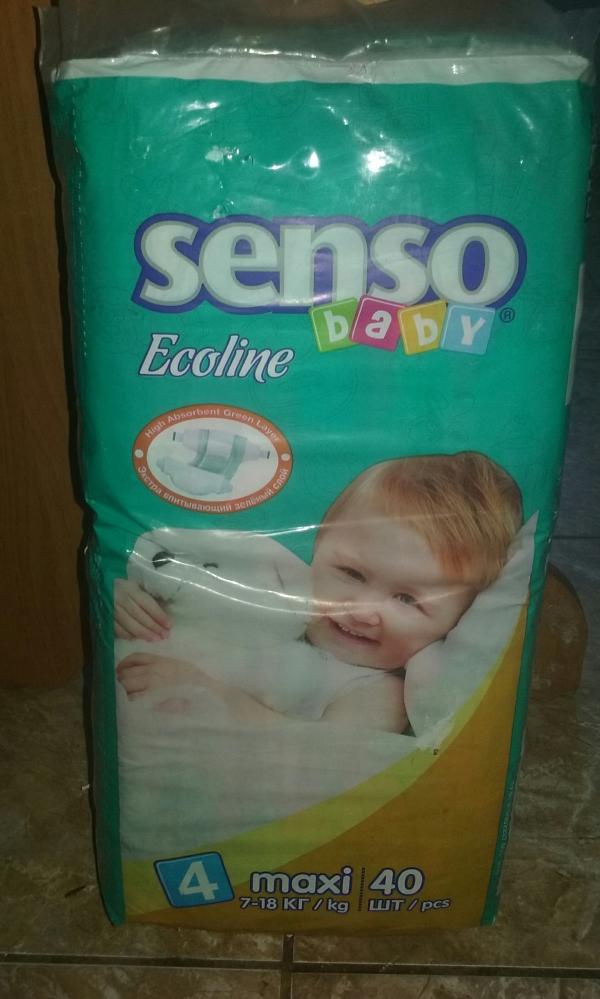 senso
baby ®
Ecoline
High Absorbent Green Layer
Экстра впитывающий зелёный слой
4 maxi 40
7-18 КГ / kg ШТ / pcs